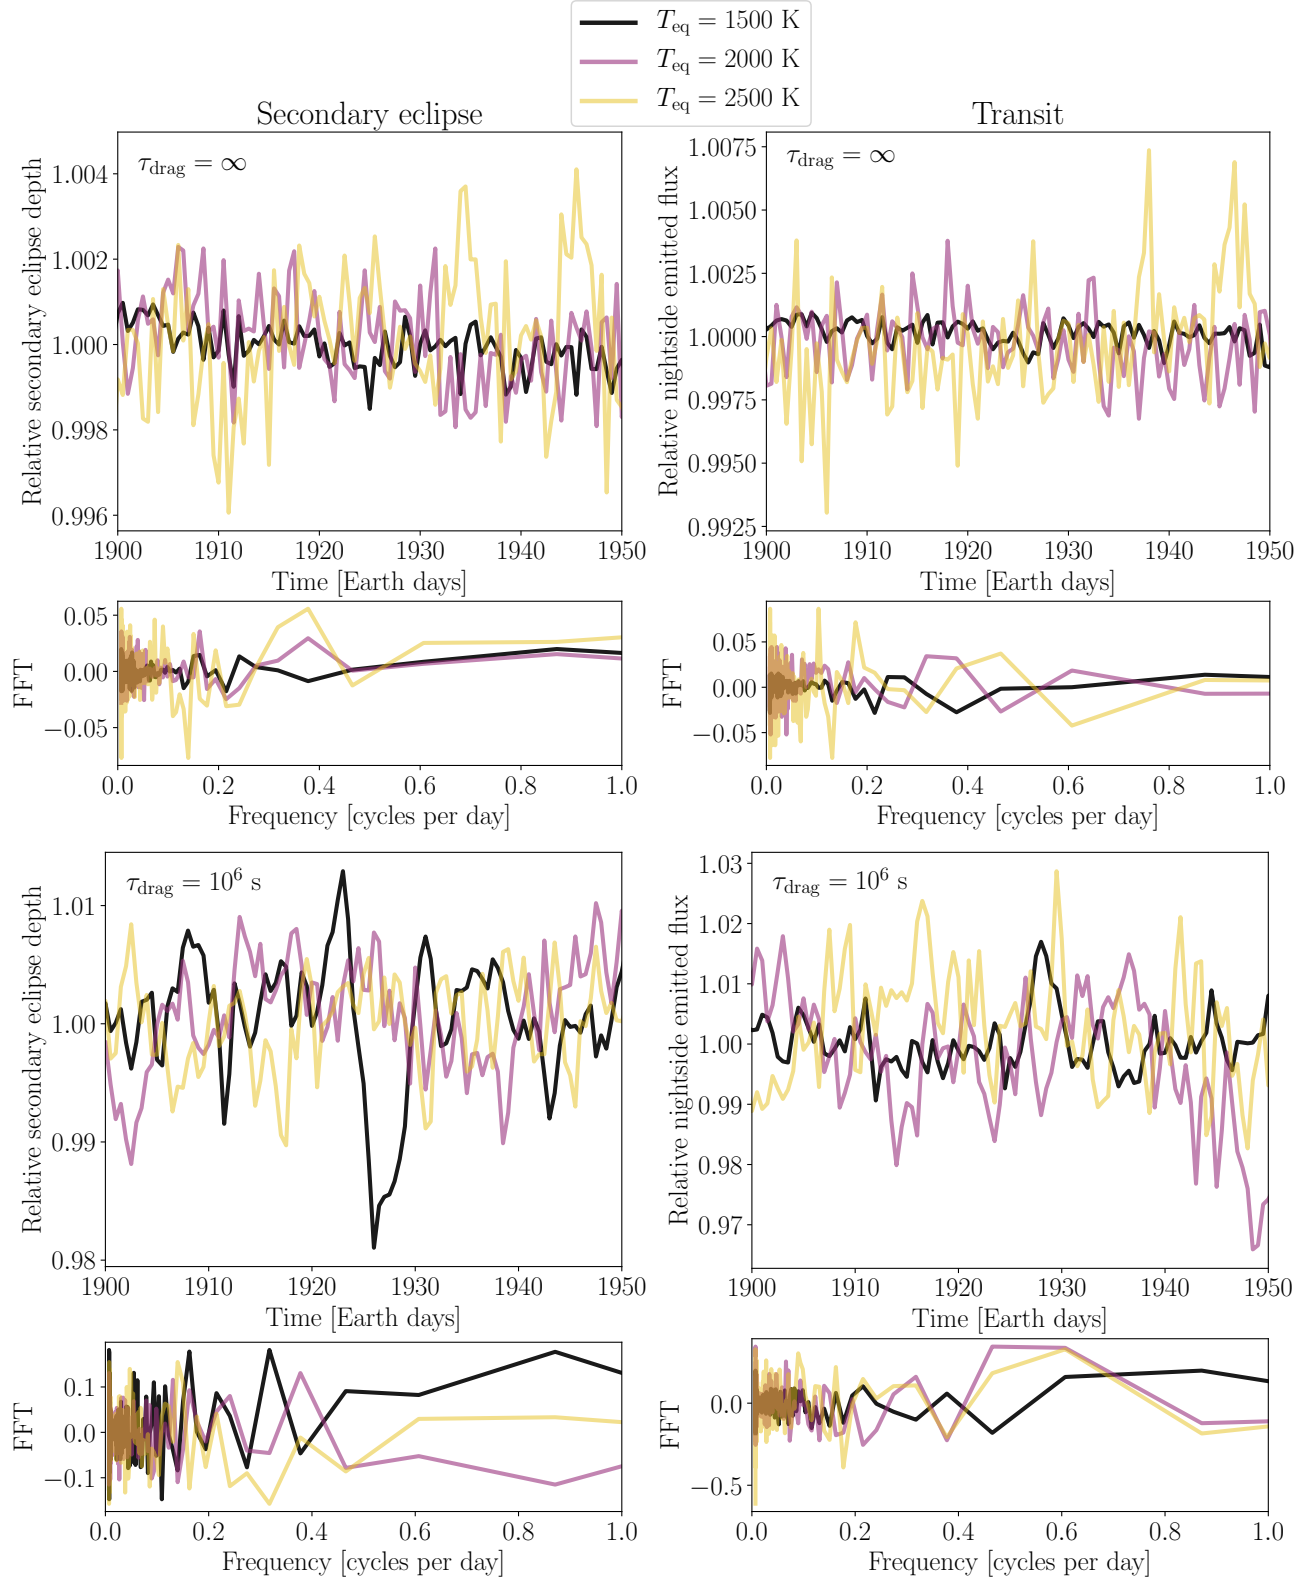 T_eq = 1500 K
T_eq = 2000 K
T_eq = 2500 K
Secondary eclipse
Transit
τ_drag = ∞
Relative secondary eclipse depth
1.004
1.002
1.000
0.998
0.996
1900 1910 1920 1930 1940 1950
Time [Earth days]
τ_drag = ∞
Relative nightside emitted flux
1.0075
1.0050
1.0025
1.0000
0.9975
0.9950
0.9925
1900 1910 1920 1930 1940 1950
Time [Earth days]
FFT
0.05
0.00
−0.05
0.0 0.2 0.4 0.6 0.8 1.0
Frequency [cycles per day]
FFT
0.05
0.00
−0.05
0.0 0.2 0.4 0.6 0.8 1.0
Frequency [cycles per day]
τ_drag = 10⁶ s
Relative secondary eclipse depth
1.01
1.00
0.99
0.98
1900 1910 1920 1930 1940 1950
Time [Earth days]
τ_drag = 10⁶ s
Relative nightside emitted flux
1.03
1.02
1.01
1.00
0.99
0.98
0.97
1900 1910 1920 1930 1940 1950
Time [Earth days]
FFT
0.1
0.0
−0.1
0.0 0.2 0.4 0.6 0.8 1.0
Frequency [cycles per day]
FFT
0.0
−0.5
0.0 0.2 0.4 0.6 0.8 1.0
Frequency [cycles per day]